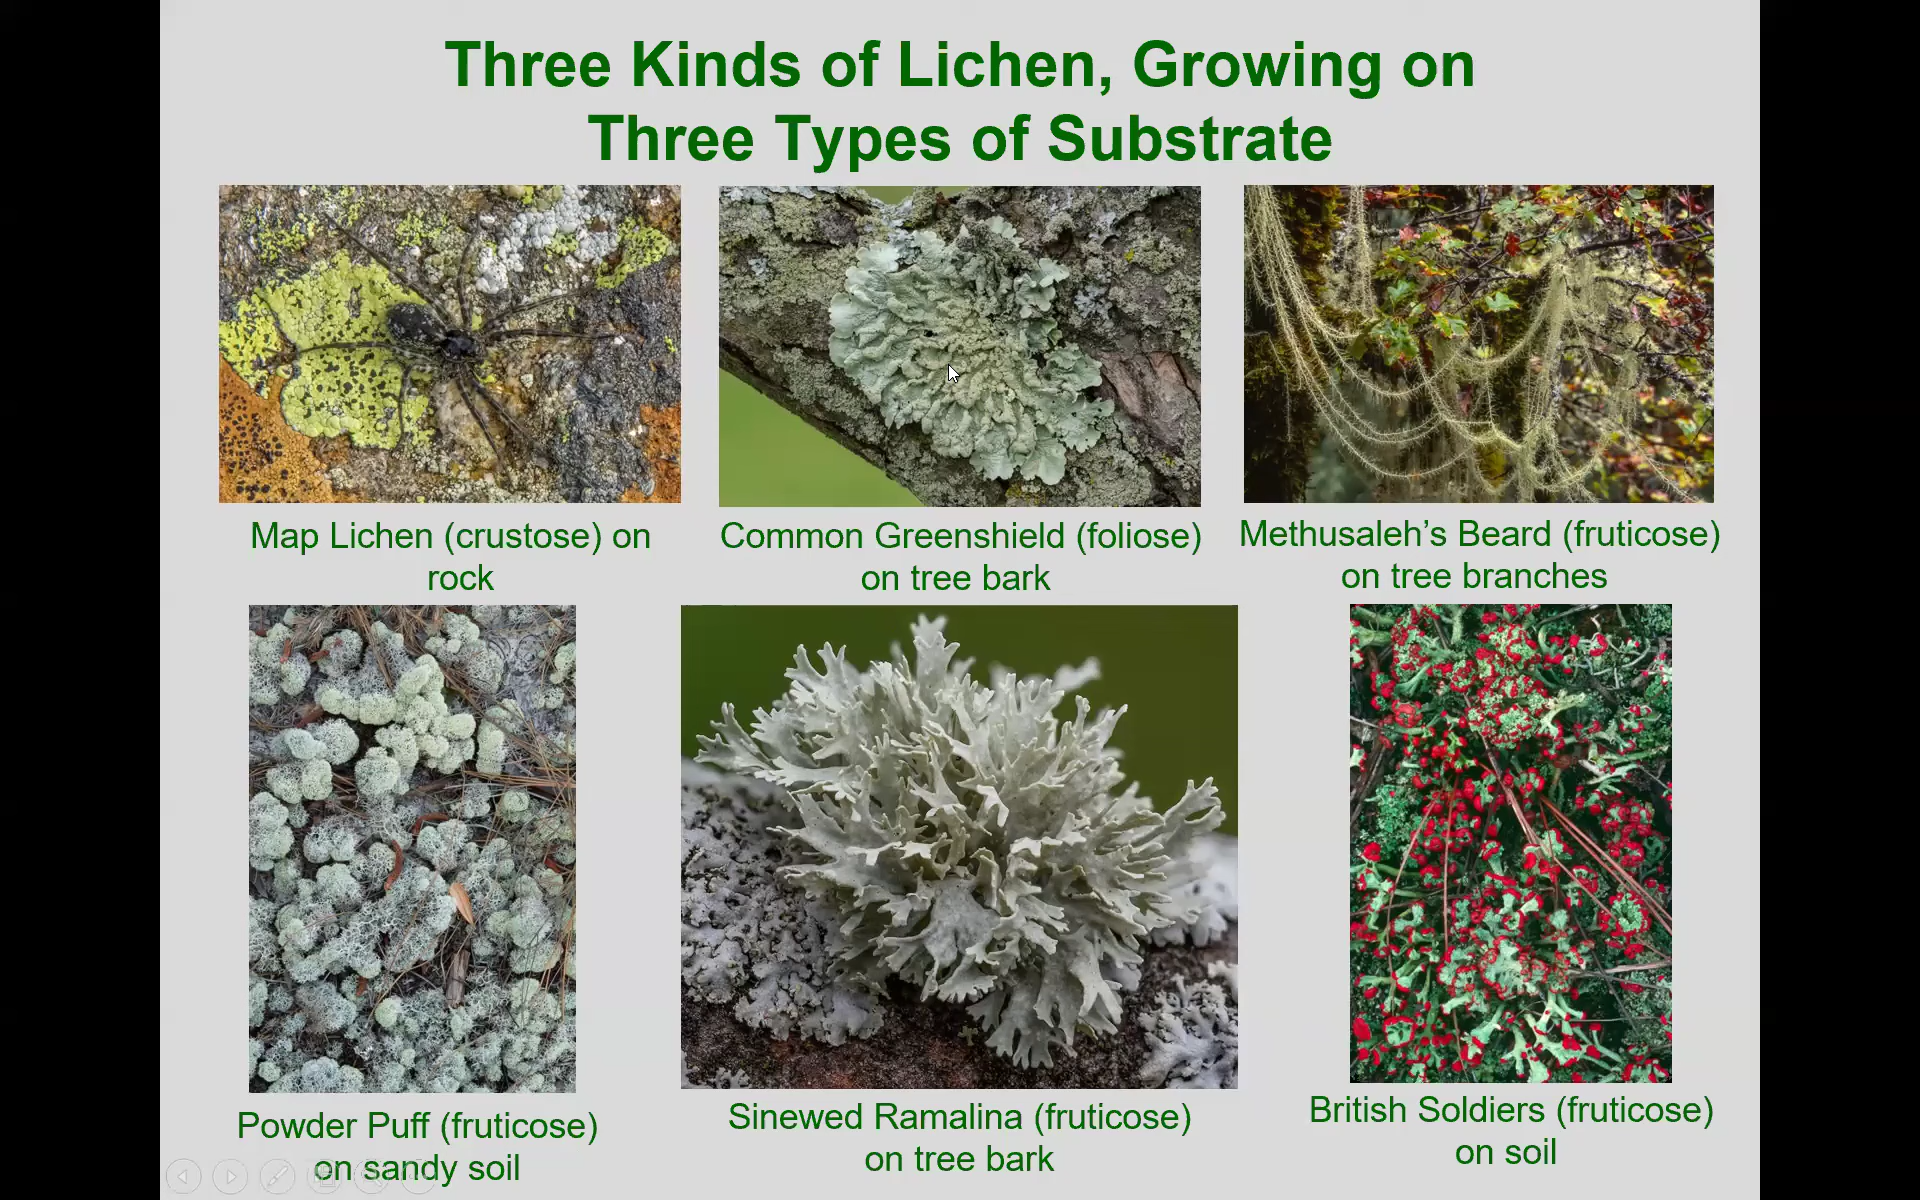 Three Kinds of Lichen, Growing on
Three Types of Substrate
Map Lichen (crustose) on
rock
Common Greenshield (foliose)
on tree bark
Methusaleh’s Beard (fruticose)
on tree branches
Powder Puff (fruticose)
on sandy soil
Sinewed Ramalina (fruticose)
on tree bark
British Soldiers (fruticose)
on soil